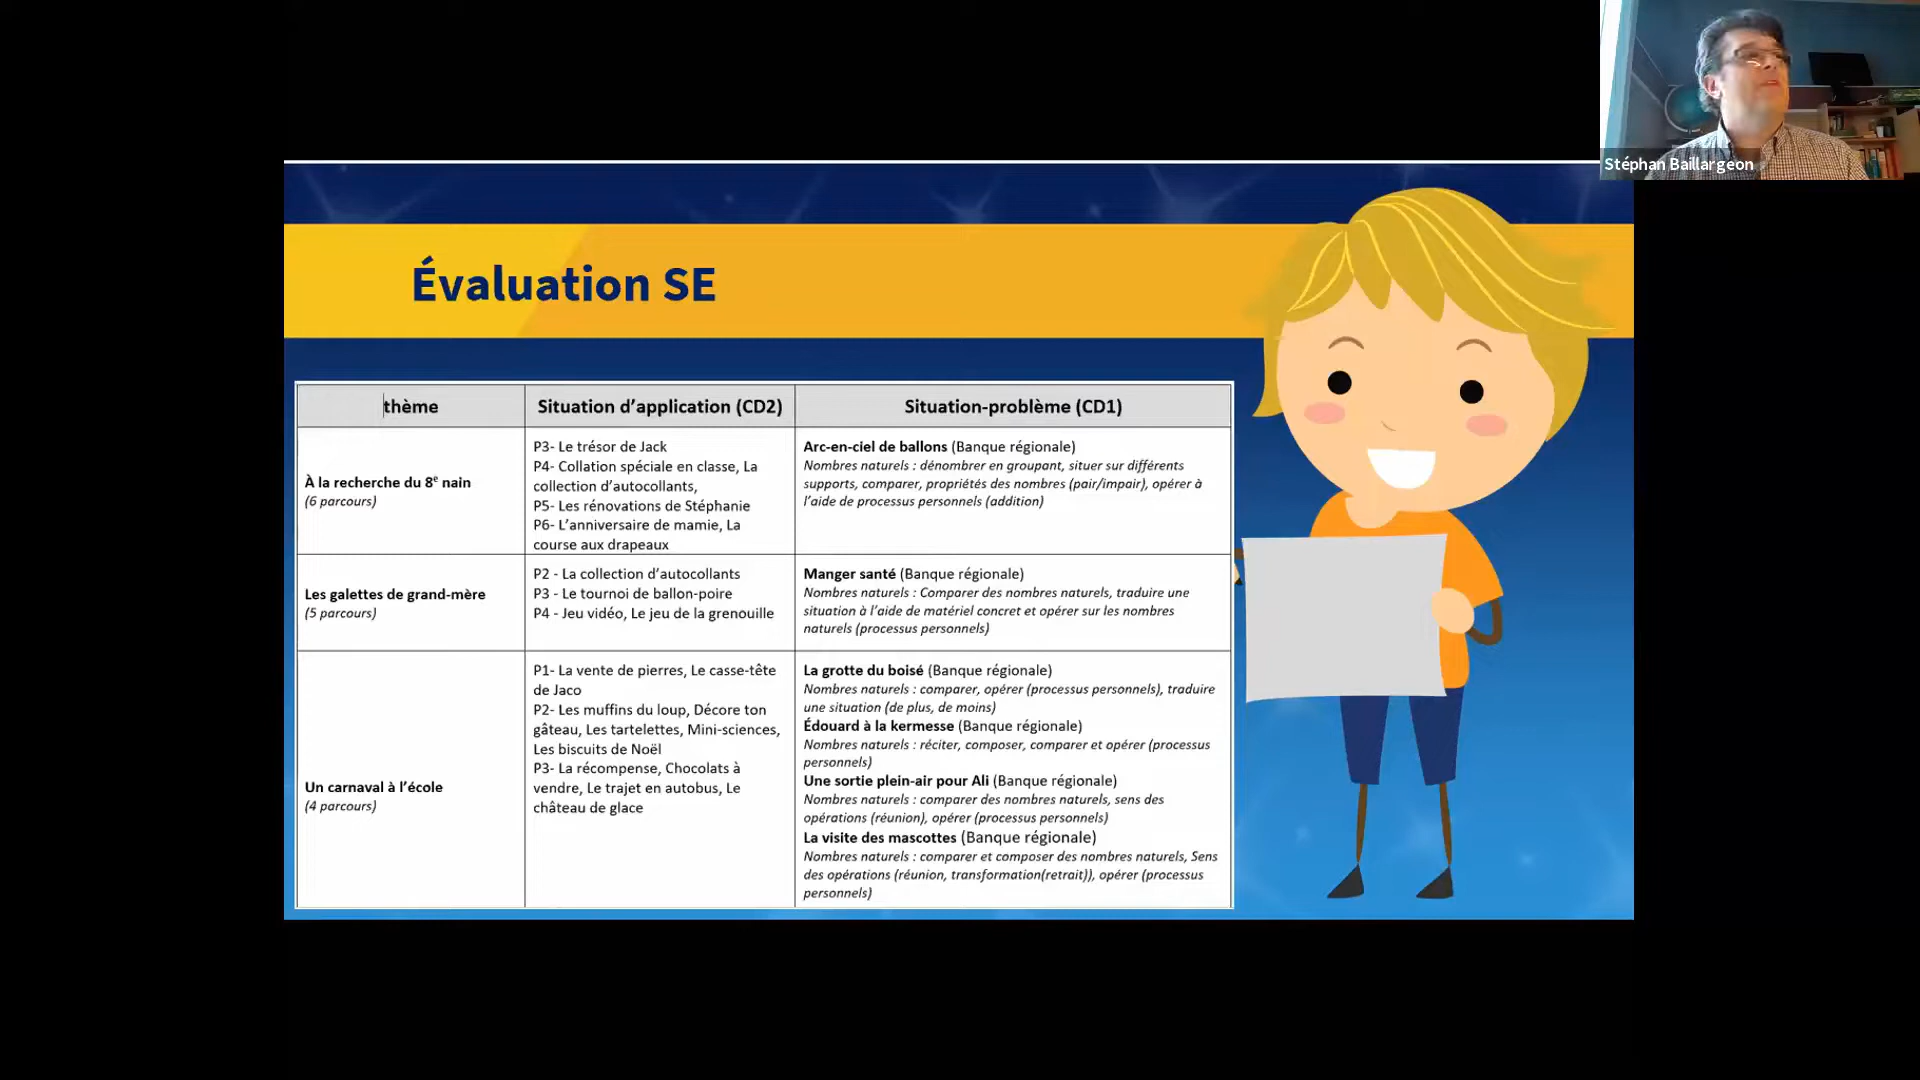 Stéphan Baillargeon
Évaluation SE
thème
Situation d’application (CD2)
Situation-problème (CD1)
À la recherche du 8e nain
(6 parcours)
P3- Le trésor de Jack
P4- Collation spéciale en classe, La
collection d’autocollants,
P5- Les rénovations de Stéphanie
P6- L’anniversaire de mamie, La
course aux drapeaux
Arc-en-ciel de ballons (Banque régionale)
Nombres naturels : dénombrer en groupant, situer sur différents
supports, comparer, propriétés des nombres (pair/impair), opérer à
l’aide de processus personnels (addition)
Les galettes de grand-mère
(5 parcours)
P2 - La collection d’autocollants
P3 - Le tournoi de ballon-poire
P4 - Jeu vidéo, Le jeu de la grenouille
Manger santé (Banque régionale)
Nombres naturels : Comparer des nombres naturels, traduire une
situation à l’aide de matériel concret et opérer sur les nombres
naturels (processus personnels)
Un carnaval à l’école
(4 parcours)
P1- La vente de pierres, Le casse-tête
de Jaco
P2- Les muffins du loup, Décore ton
gâteau, Les tartelettes, Mini-sciences,
Les biscuits de Noël
P3- La récompense, Chocolats à
vendre, Le trajet en autobus, Le
château de glace
La grotte du boisé (Banque régionale)
Nombres naturels : comparer, opérer (processus personnels), traduire
une situation (de plus, de moins)
Édouard à la kermesse (Banque régionale)
Nombres naturels : réciter, composer, comparer et opérer (processus
personnels)
Une sortie plein-air pour Ali (Banque régionale)
Nombres naturels : comparer des nombres naturels, sens des
opérations (réunion), opérer (processus personnels)
La visite des mascottes (Banque régionale)
Nombres naturels : comparer et composer des nombres naturels, Sens
des opérations (réunion, transformation(retrait)), opérer (processus
personnels)